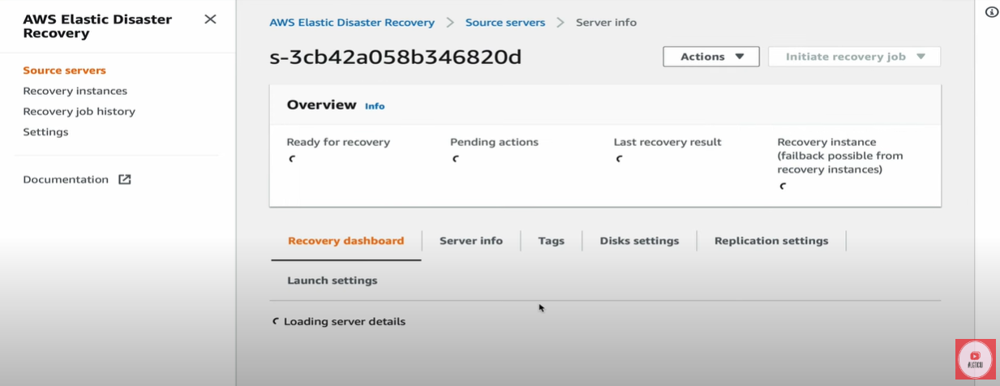 AWS Elastic Disaster
Recovery
Source servers
Recovery instances
Recovery job history
Settings
Documentation
AWS Elastic Disaster Recovery > Source servers > Server info
s-3cb42a058b346820d
Actions
Initiate recovery job
Overview Info
Ready for recovery
Pending actions
Last recovery result
Recovery instance
(failback possible from
recovery instances)
Recovery dashboard
Server info
Tags
Disks settings
Replication settings
Launch settings
Loading server details